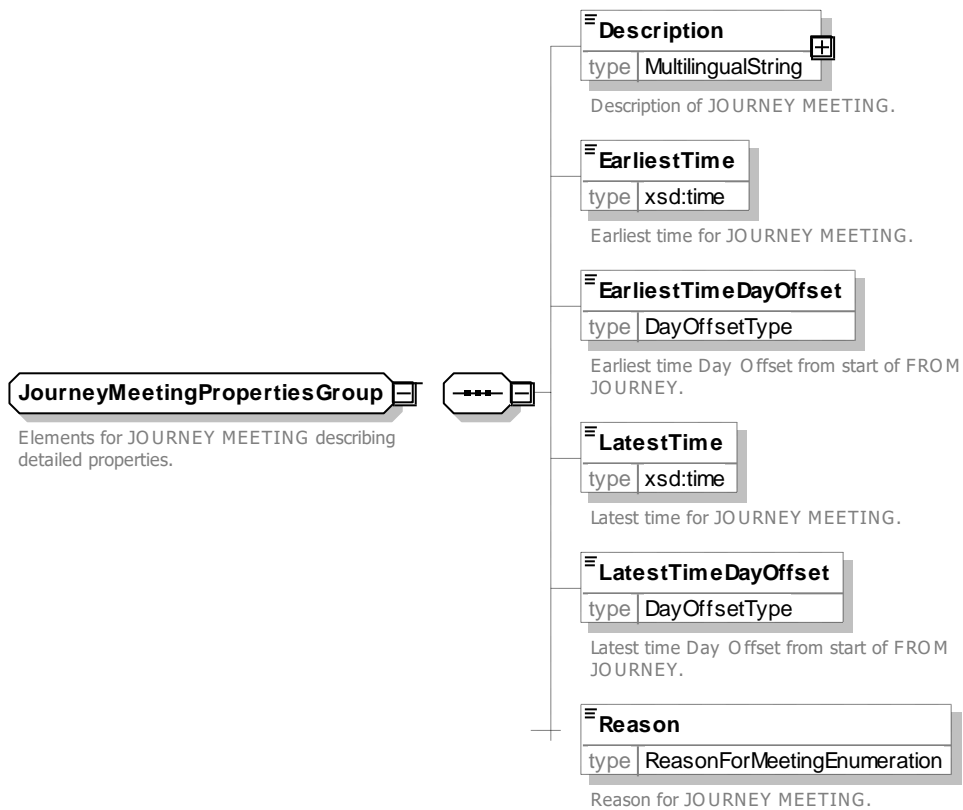 Description
type MultilingualString
Description of JOURNEY MEETING.
EarliestTime
type xsd:time
Earliest time for JOURNEY MEETING.
EarliestTimeDayOffset
type DayOffsetType
Earliest time Day Offset from start of FROM
JOURNEY.
JourneyMeetingPropertiesGroup
Elements for JOURNEY MEETING describing
detailed properties.
LatestTime
type xsd:time
Latest time for JOURNEY MEETING.
LatestTimeDayOffset
type DayOffsetType
Latest time Day Offset from start of FROM
JOURNEY.
Reason
type ReasonForMeetingEnumeration
Reason for JOURNEY MEETING.